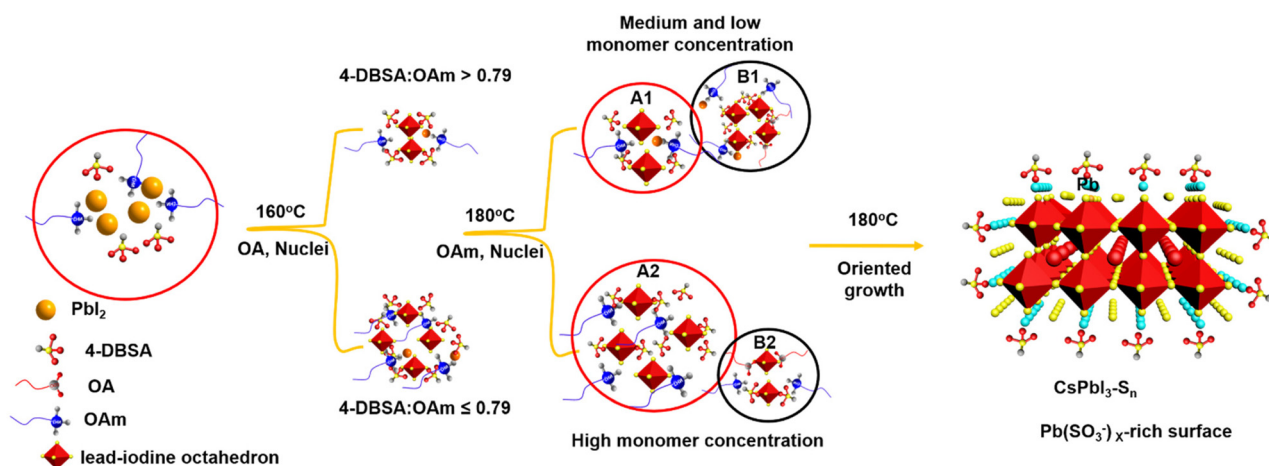 Medium and low
monomer concentration
4-DBSA:OAm > 0.79
A1
B1
160°C
OA, Nuclei
180°C
OAm, Nuclei
180°C
Oriented
growth
Pb
A2
B2
PbI₂
4-DBSA
OA
OAm
lead-iodine octahedron
4-DBSA:OAm ≤ 0.79
High monomer concentration
CsPbI₃-Sₙ
Pb(SO₃⁻)ₓ-rich surface